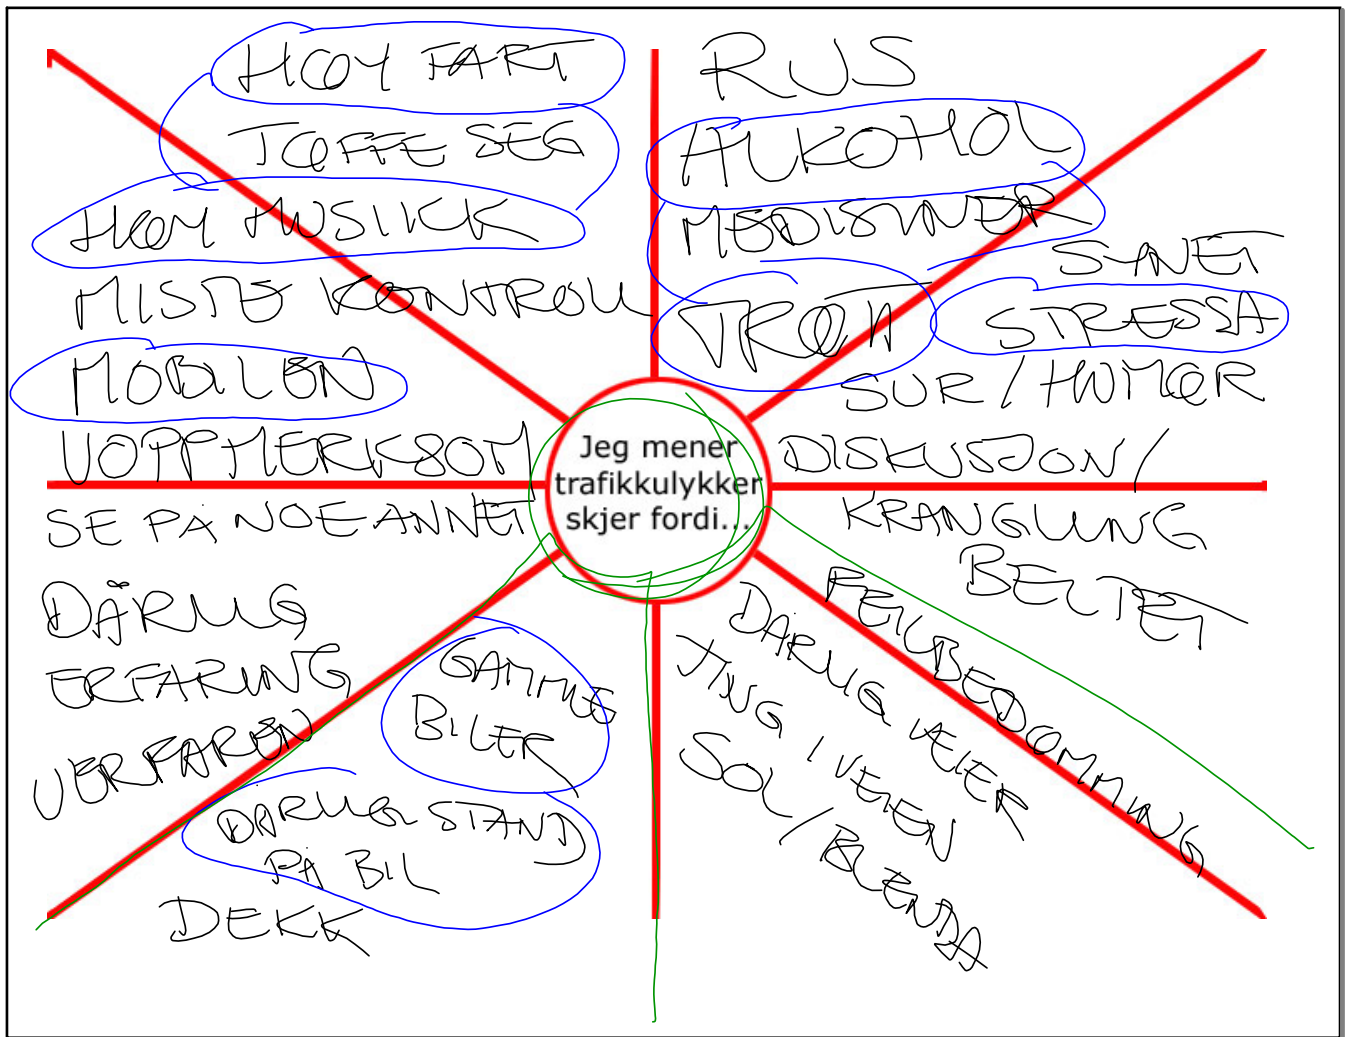 HØY FART
TØFFE SEG
HØY MUSIKK
MISTE KONTROLL
MOBILEN
UOPPMERKSOM
SE PÅ NOE ANNET
DÅRLIG
ERFARING
UERFAREN
GAMMLE
BILER
DÅRLIG STAND
PÅ BIL
DEKK
RUS
ALKOHOL
MEDISINER
TRØTT
SYNET
STRESSA
SUR / HUMØR
DISKUSJON /
KRANGLING
BELTET
Jeg mener
trafikkulykker
skjer fordi...
FEILBEDØMMING
DÅRLIG VEIER
TING I VEIEN
SOL / BLENDA